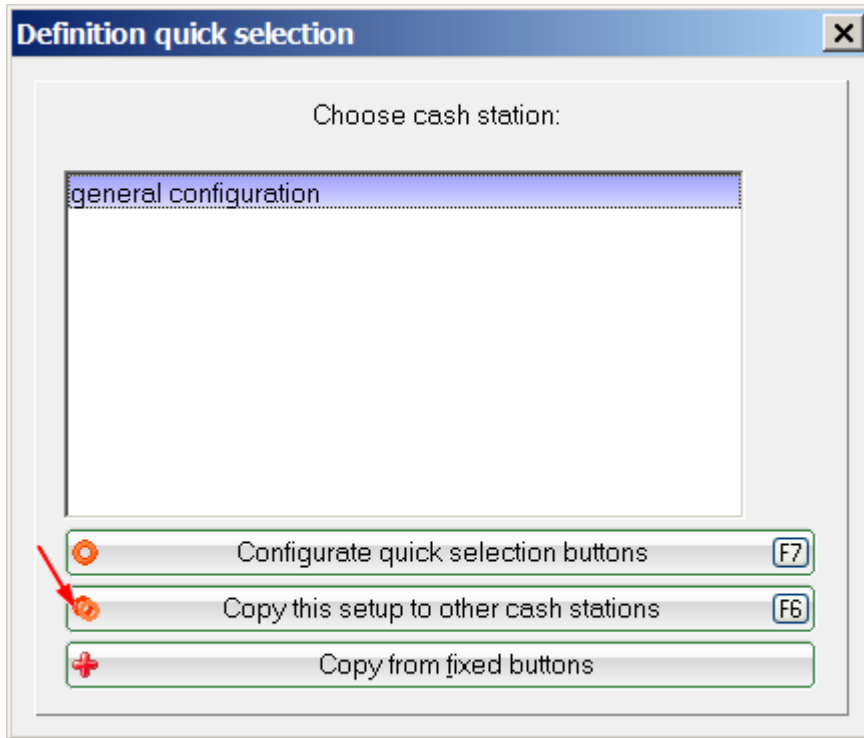 Definition quick selection
Choose cash station:
general configuration
Configurate quick selection buttons F7
Copy this setup to other cash stations F6
Copy from fixed buttons